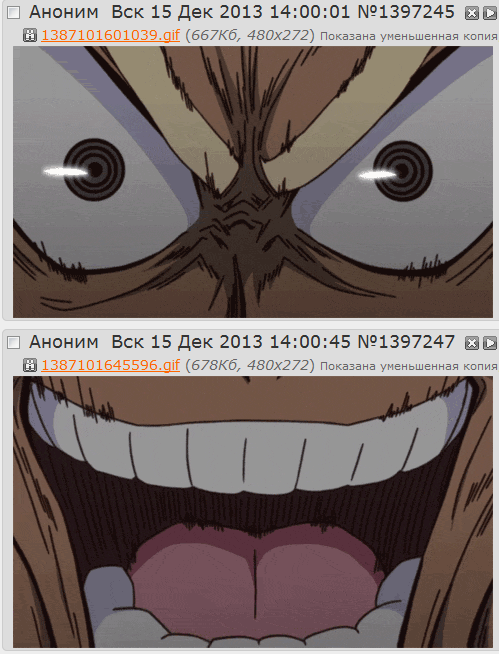 Аноним Вск 15 Дек 2013 14:00:01 №1397245
1387101601039.gif (667Кб, 480x272) Показана уменьшенная копия
Аноним Вск 15 Дек 2013 14:00:45 №1397247
1387101645596.gif (678Кб, 480x272) Показана уменьшенная копия